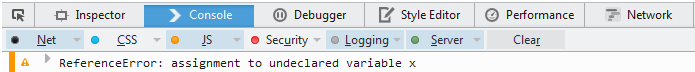 Inspector Console Debugger Style Editor Performance Network
Net CSS JS Security Logging Server Clear
ReferenceError: assignment to undeclared variable x